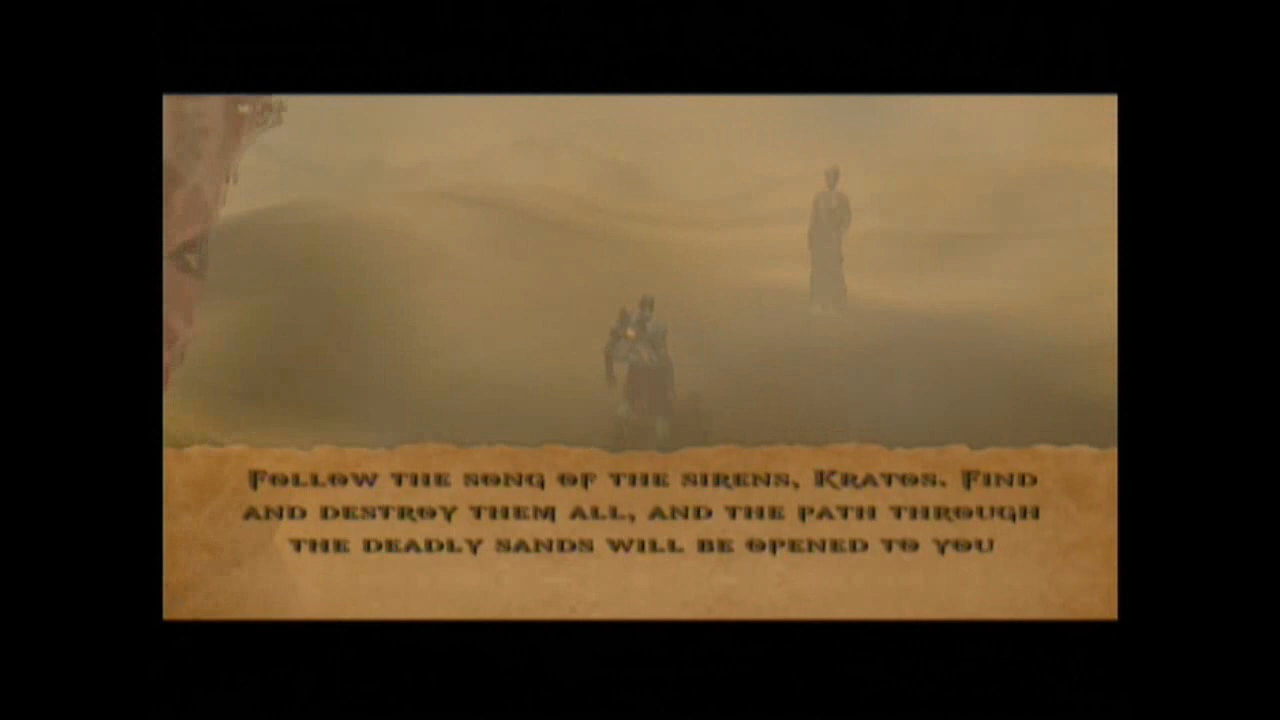 Follow the song of the sirens, Kratos. Find
and destroy them all, and the path through
the deadly sands will be opened to you